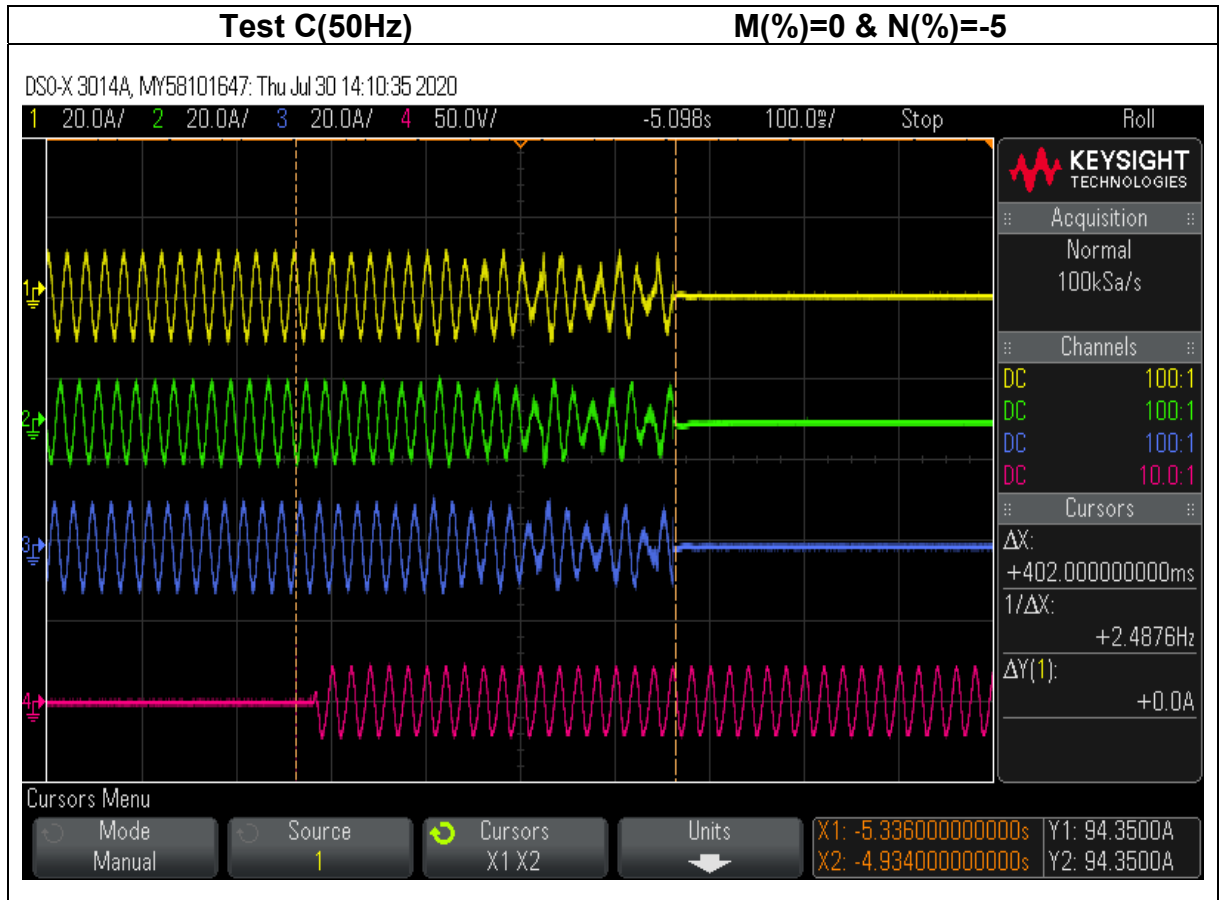 Test C(50Hz) M(%)=0 & N(%)=-5
DSO-X 3014A, MY58101647: Thu Jul 30 14:10:35 2020
1 20.0A/ 2 20.0A/ 3 20.0A/ 4 50.0V/ -5.098s 100.0ms/ Stop Roll
KEYSIGHT
TECHNOLOGIES
Acquisition
Normal
100kSa/s
Channels
DC 100:1
DC 100:1
DC 100:1
DC 10.0:1
Cursors
ΔX:
+402.000000000ms
1/ΔX:
+2.4876Hz
ΔY(1):
+0.0A
1
2
3
4
Cursors Menu
Mode
Manual
Source
1
Cursors
X1 X2
Units
X1: -5.336000000000s Y1: 94.3500A
X2: -4.934000000000s Y2: 94.3500A